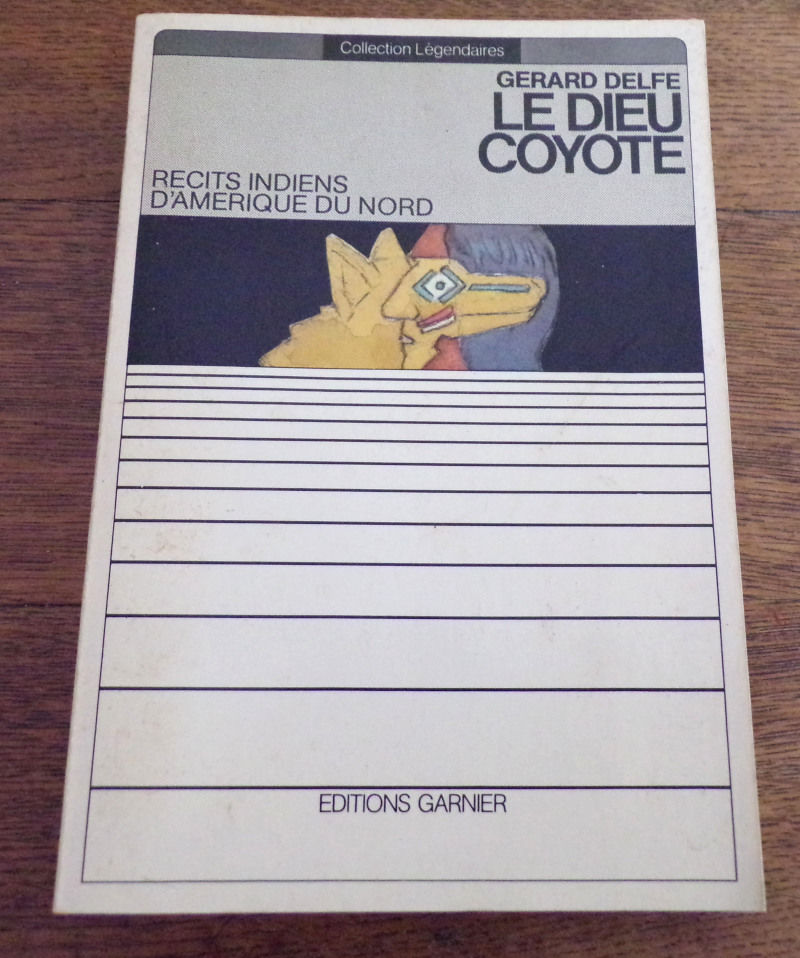 Collection Légendaires
GERARD DELFE
LE DIEU
COYOTE
RECITS INDIENS
D'AMERIQUE DU NORD
EDITIONS GARNIER